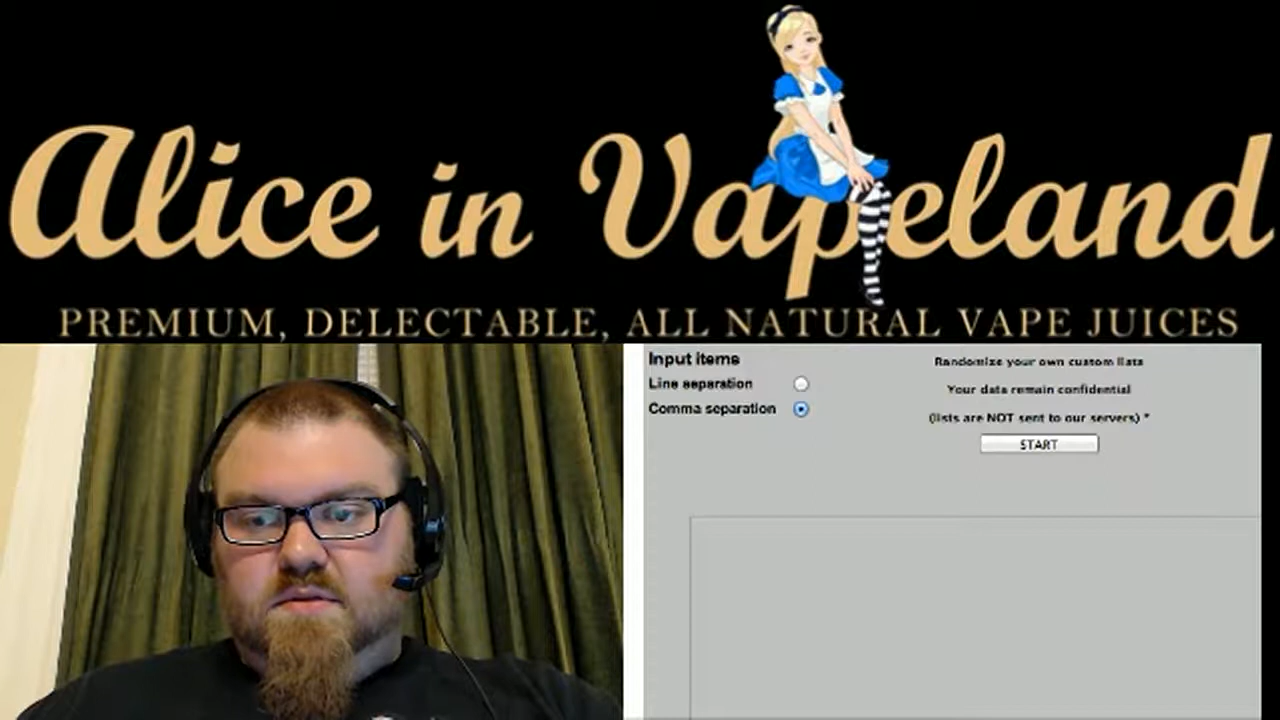 Alice in Vapeland
PREMIUM, DELECTABLE, ALL NATURAL VAPE JUICES
Input items
Line separation
Comma separation
Randomize your own custom lists
Your data remain confidential
(lists are NOT sent to our servers) *
START